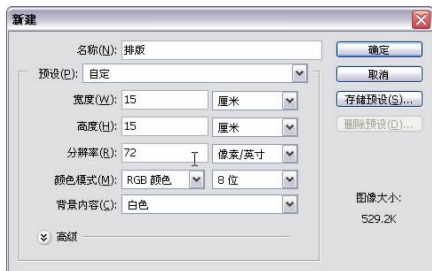 新建
名称(N): 排版
确定
预设(P): 自定
取消
宽度(W): 15 厘米
存储预设(S)...
高度(H): 15 厘米
删除预设(D)...
分辨率(R): 72 像素/英寸
颜色模式(M): RGB 颜色 8 位
图像大小:
背景内容(C): 白色
529.2K
高级